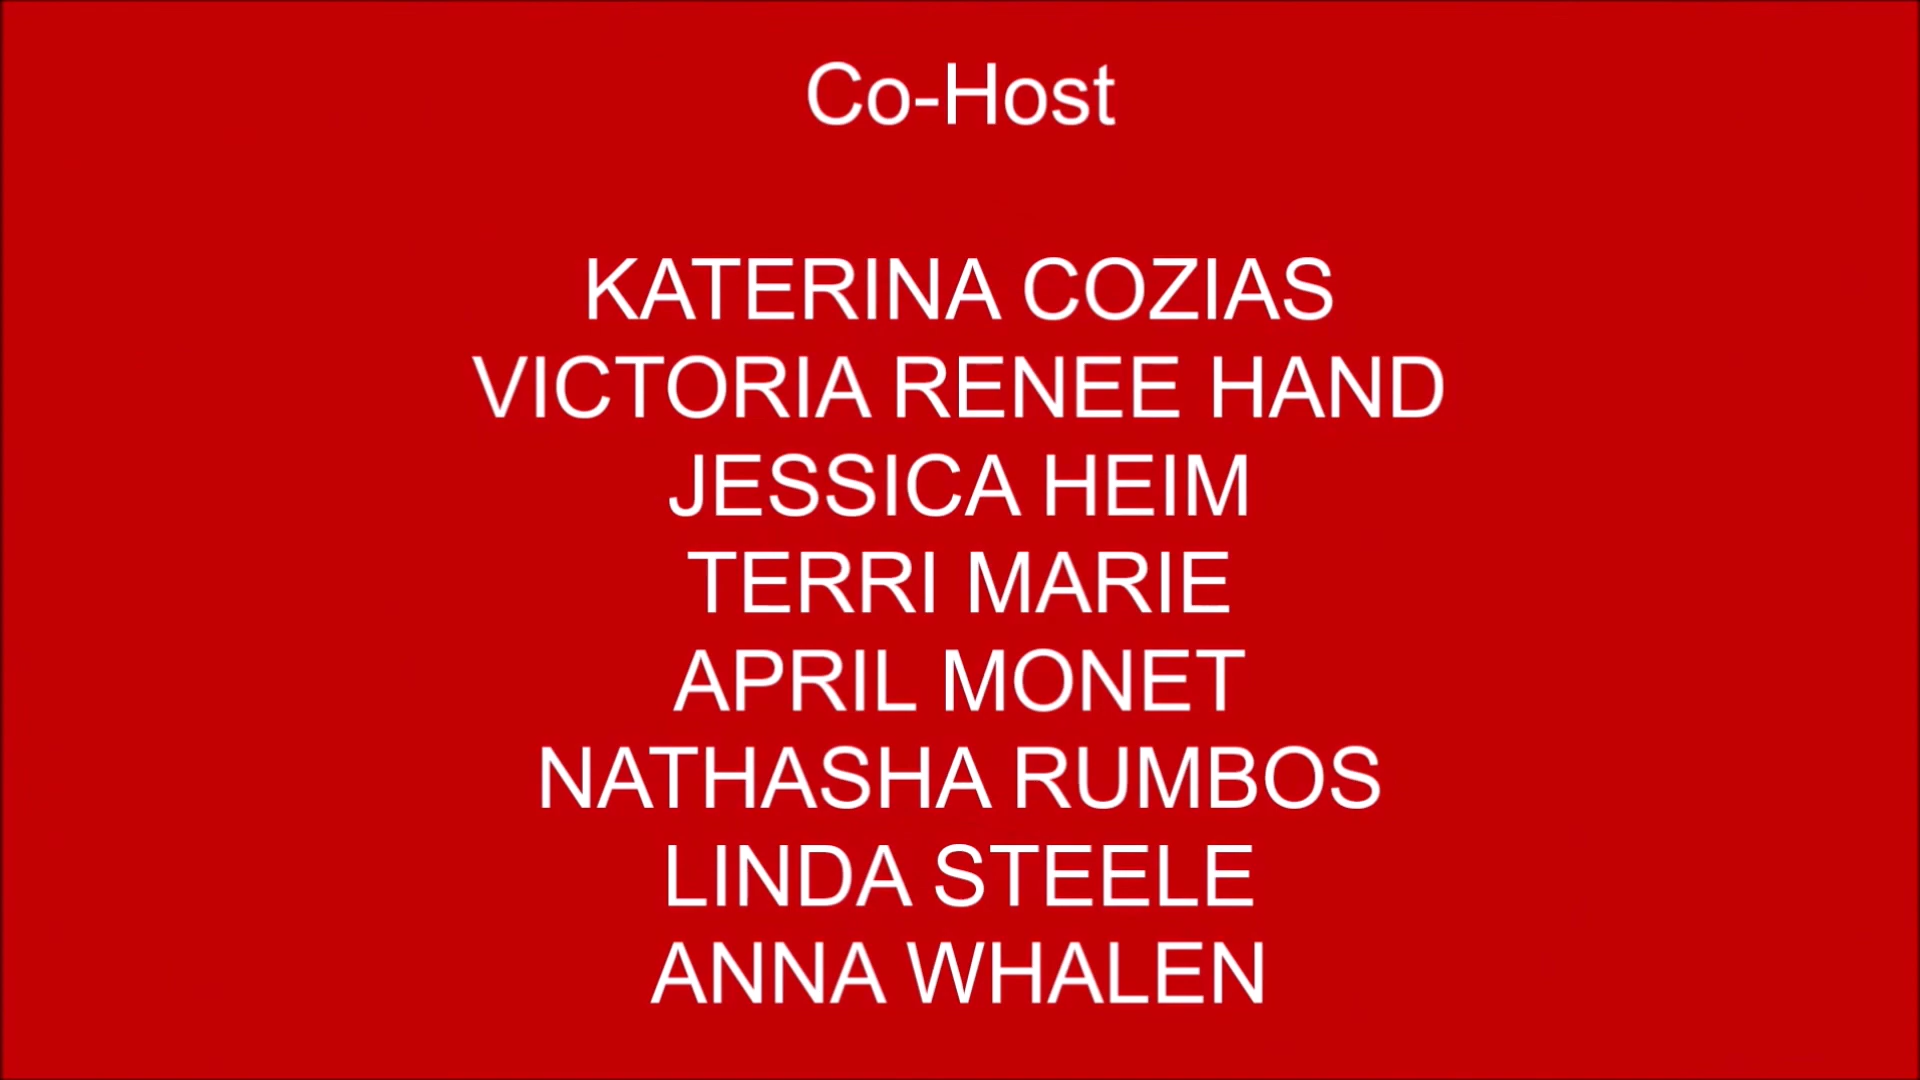 Co-Host
KATERINA COZIAS
VICTORIA RENEE HAND
JESSICA HEIM
TERRI MARIE
APRIL MONET
NATHASHA RUMBOS
LINDA STEELE
ANNA WHALEN